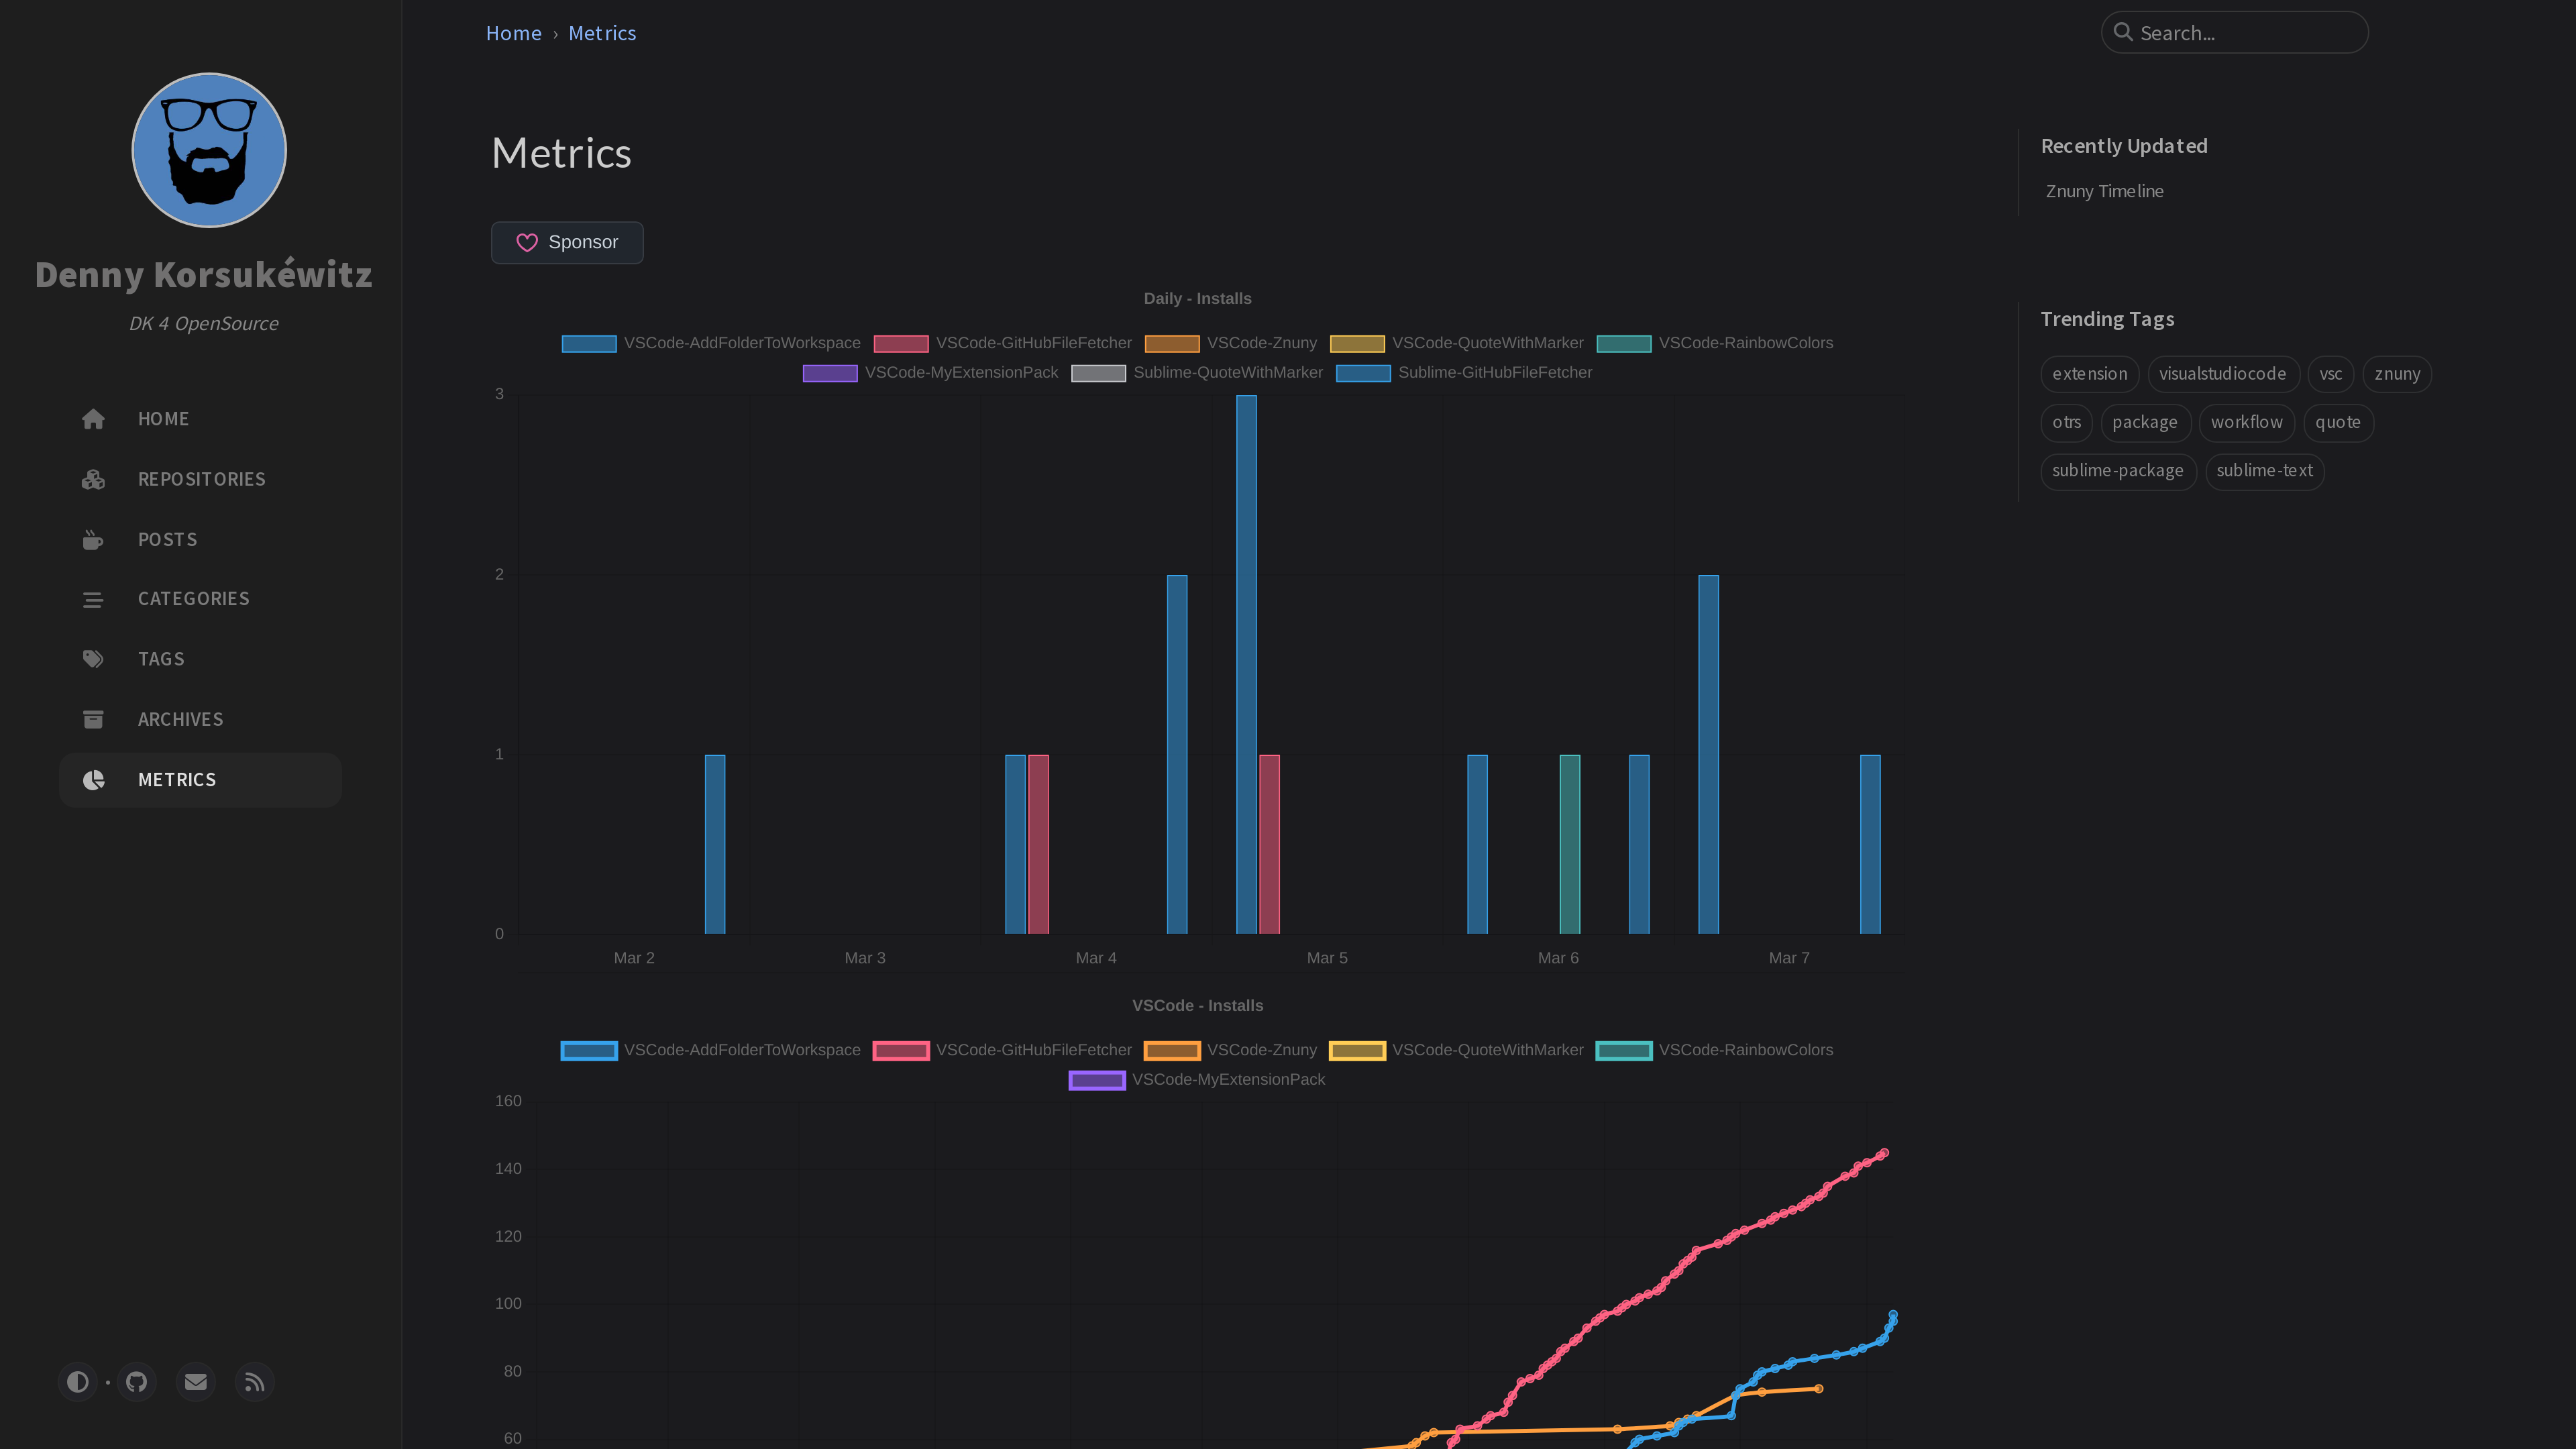 Denny Korsukéwitz
DK 4 OpenSource
HOME
REPOSITORIES
POSTS
CATEGORIES
TAGS
ARCHIVES
METRICS
Home › Metrics
Search...
Metrics
Sponsor
Daily - Installs
VSCode-AddFolderToWorkspace VSCode-GitHubFileFetcher VSCode-Znuny VSCode-QuoteWithMarker VSCode-RainbowColors
VSCode-MyExtensionPack Sublime-QuoteWithMarker Sublime-GitHubFileFetcher
3
2
1
0
Mar 2 Mar 3 Mar 4 Mar 5 Mar 6 Mar 7
VSCode - Installs
VSCode-AddFolderToWorkspace VSCode-GitHubFileFetcher VSCode-Znuny VSCode-QuoteWithMarker VSCode-RainbowColors
VSCode-MyExtensionPack
160
140
120
100
80
60
Recently Updated
Znuny Timeline
Trending Tags
extension visualstudiocode vsc znuny
otrs package workflow quote
sublime-package sublime-text